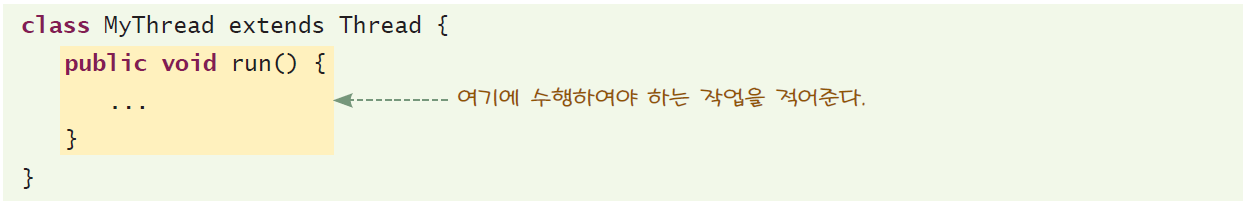 class MyThread extends Thread {
public void run() {
...
여기에 수행하여야 하는 작업을 적어준다.
}
}